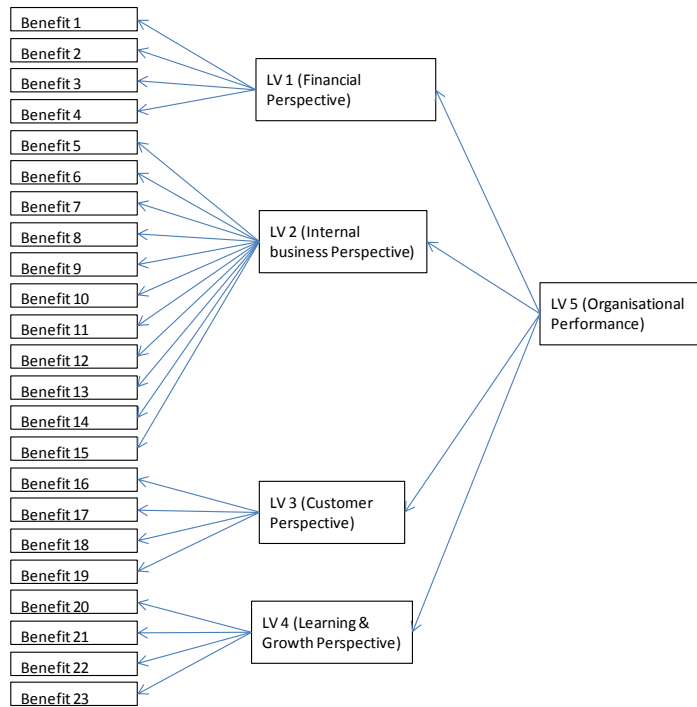 Benefit 1
Benefit 2
Benefit 3
Benefit 4
Benefit 5
Benefit 6
Benefit 7
Benefit 8
Benefit 9
Benefit 10
Benefit 11
Benefit 12
Benefit 13
Benefit 14
Benefit 15
Benefit 16
Benefit 17
Benefit 18
Benefit 19
Benefit 20
Benefit 21
Benefit 22
Benefit 23
LV 1 (Financial
Perspective)
LV 2 (Internal
business Perspective)
LV 3 (Customer
Perspective)
LV 4 (Learning &
Growth Perspective)
LV 5 (Organisational
Performance)